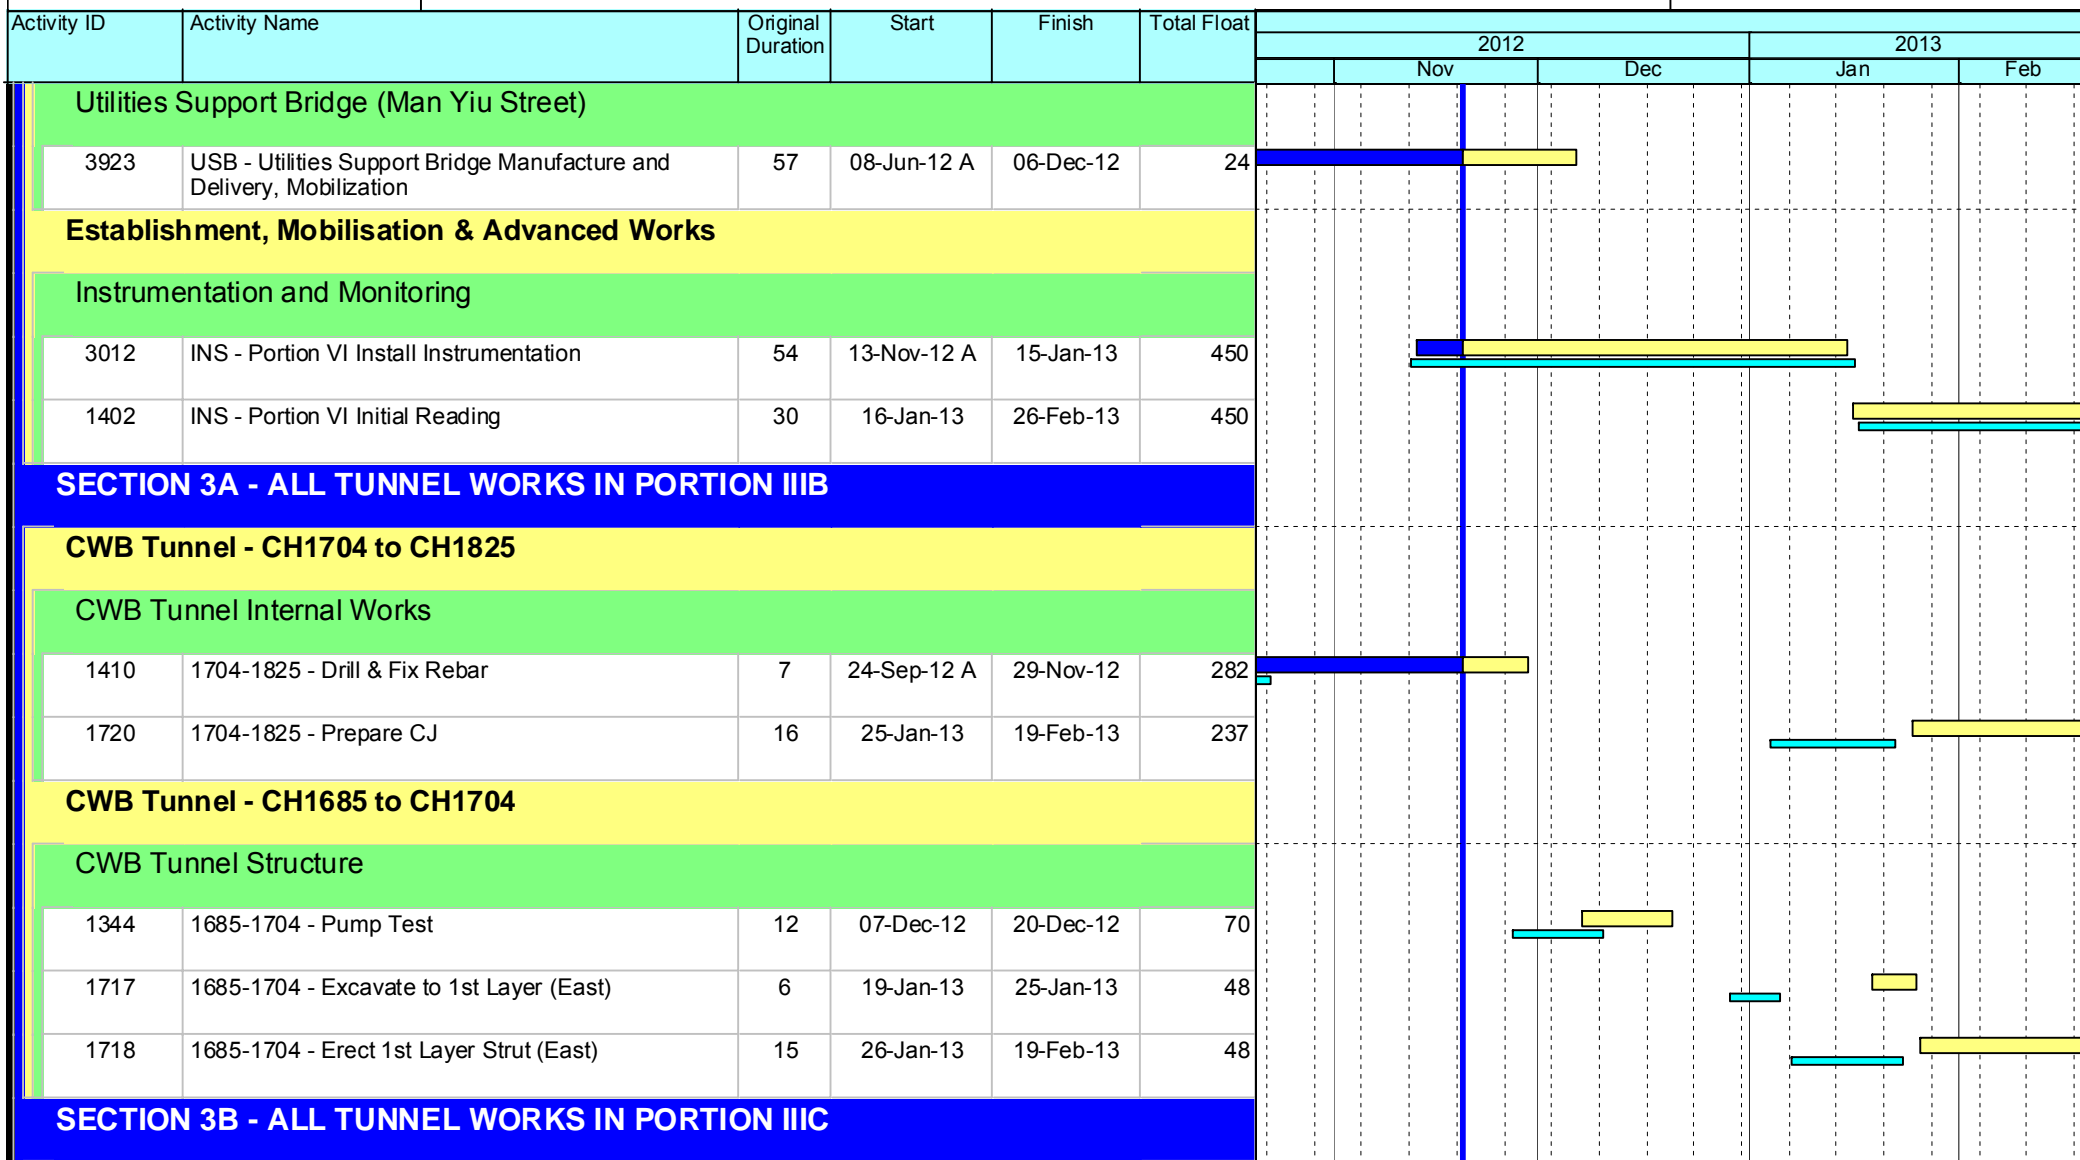 Activity ID Activity Name Original Duration Start Finish Total Float
2012 2013
Nov Dec Jan Feb
Utilities Support Bridge (Man Yiu Street)
3923 USB - Utilities Support Bridge Manufacture and Delivery, Mobilization 57 08-Jun-12 A 06-Dec-12 24
Establishment, Mobilisation & Advanced Works
Instrumentation and Monitoring
3012 INS - Portion VI Install Instrumentation 54 13-Nov-12 A 15-Jan-13 450
1402 INS - Portion VI Initial Reading 30 16-Jan-13 26-Feb-13 450
SECTION 3A - ALL TUNNEL WORKS IN PORTION IIIB
CWB Tunnel - CH1704 to CH1825
CWB Tunnel Internal Works
1410 1704-1825 - Drill & Fix Rebar 7 24-Sep-12 A 29-Nov-12 282
1720 1704-1825 - Prepare CJ 16 25-Jan-13 19-Feb-13 237
CWB Tunnel - CH1685 to CH1704
CWB Tunnel Structure
1344 1685-1704 - Pump Test 12 07-Dec-12 20-Dec-12 70
1717 1685-1704 - Excavate to 1st Layer (East) 6 19-Jan-13 25-Jan-13 48
1718 1685-1704 - Erect 1st Layer Strut (East) 15 26-Jan-13 19-Feb-13 48
SECTION 3B - ALL TUNNEL WORKS IN PORTION IIIC